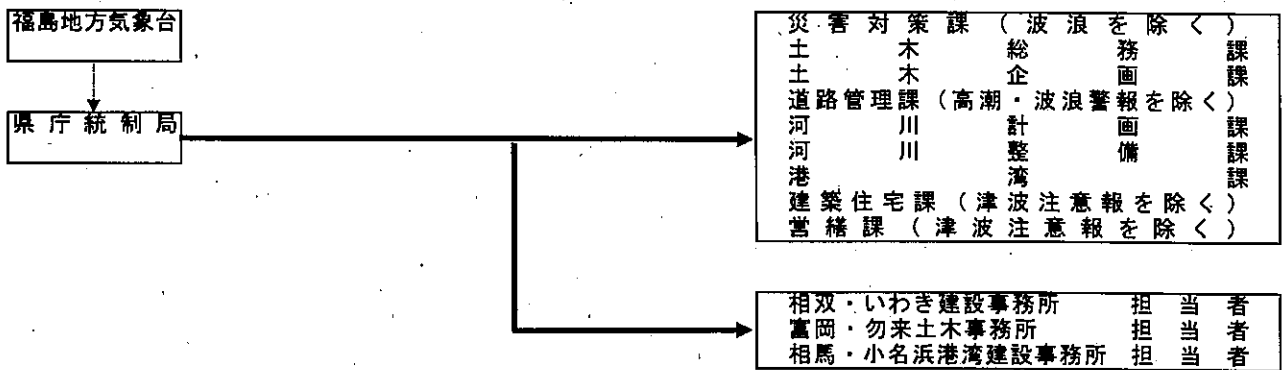 福島地方気象台
県庁統制局
災害対策課（波浪を除く）
土木総務課
土木企画課
道路管理課（高潮・波浪警報を除く）
河川計画課
河川整備課
港湾課
建築住宅課（津波注意報を除く）
営繕課（津波注意報を除く）
相双・いわき建設事務所 担当者
富岡・勿来土木事務所 担当者
相馬・小名浜港湾建設事務所 担当者